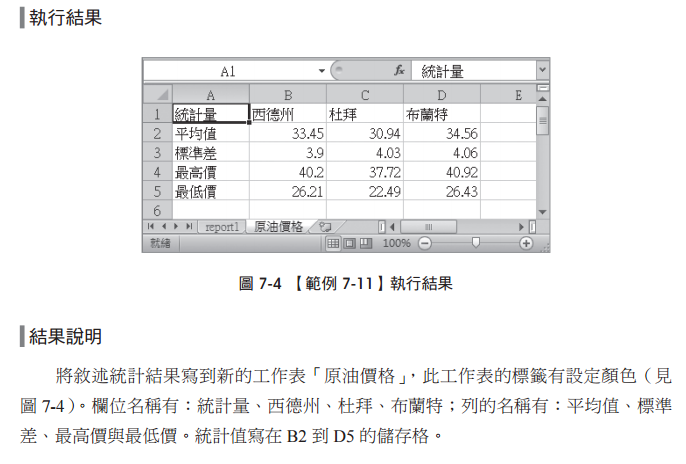 執行結果
A1 fx 統計量
A B C D E
1 統計量 西德州 杜拜 布蘭特
2 平均值 33.45 30.94 34.56
3 標準差 3.9 4.03 4.06
4 最高價 40.2 37.72 40.92
5 最低價 26.21 22.49 26.43
6
report1 原油價格
就緒 100%
圖 7-4 【範例 7-11】執行結果
結果說明
將敘述統計結果寫到新的工作表「原油價格」,此工作表的標籤有設定顏色(見
圖 7-4)。欄位名稱有:統計量、西德州、杜拜、布蘭特;列的名稱有:平均值、標準
差、最高價與最低價。統計值寫在 B2 到 D5 的儲存格。